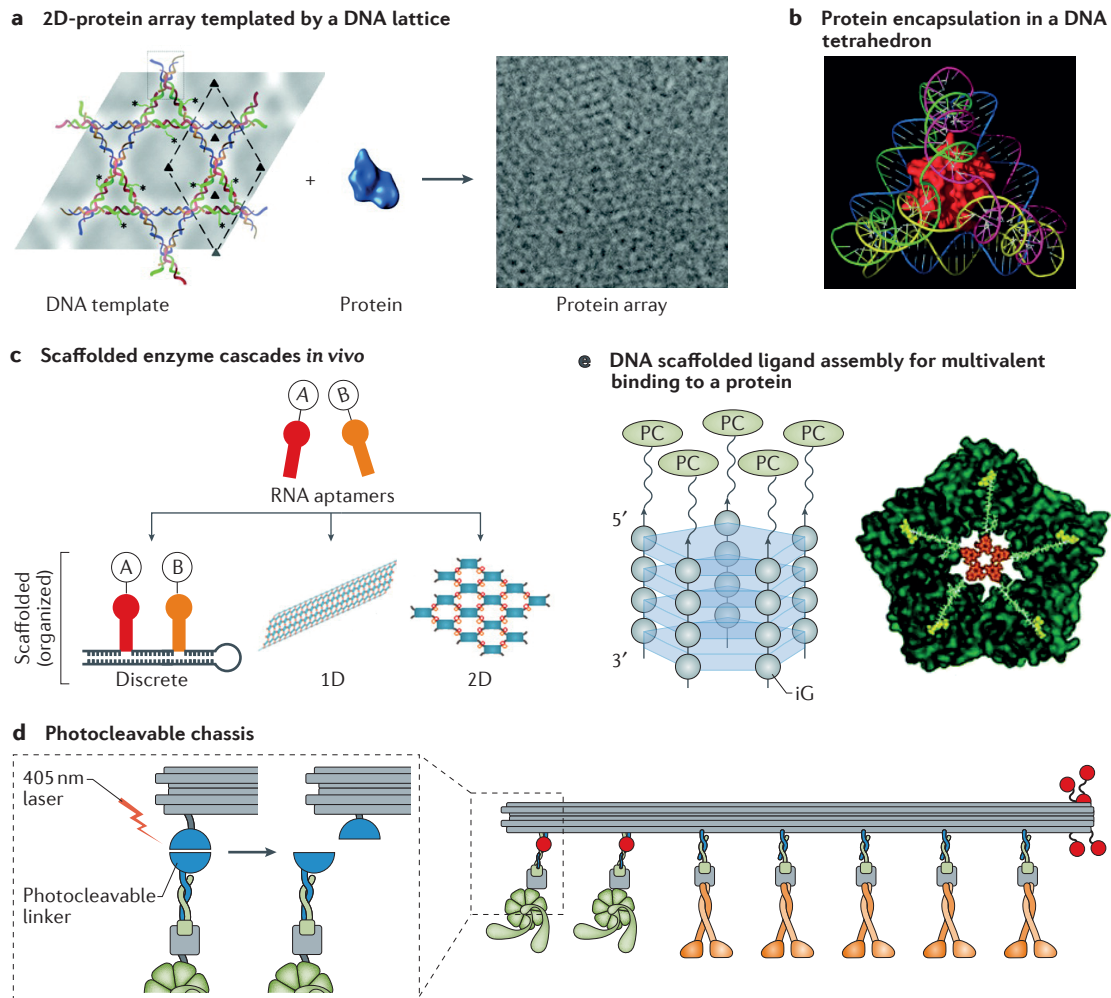 a 2D-protein array templated by a DNA lattice
DNA template
+
Protein
Protein array
b Protein encapsulation in a DNA
tetrahedron
c Scaffolded enzyme cascades in vivo
A
B
RNA aptamers
Scaffolded
(organized)
A
B
Discrete
1D
2D
e DNA scaffolded ligand assembly for multivalent
binding to a protein
PC
PC
PC
PC
PC
5′
3′
iG
d Photocleavable chassis
405 nm
laser
Photocleavable
linker